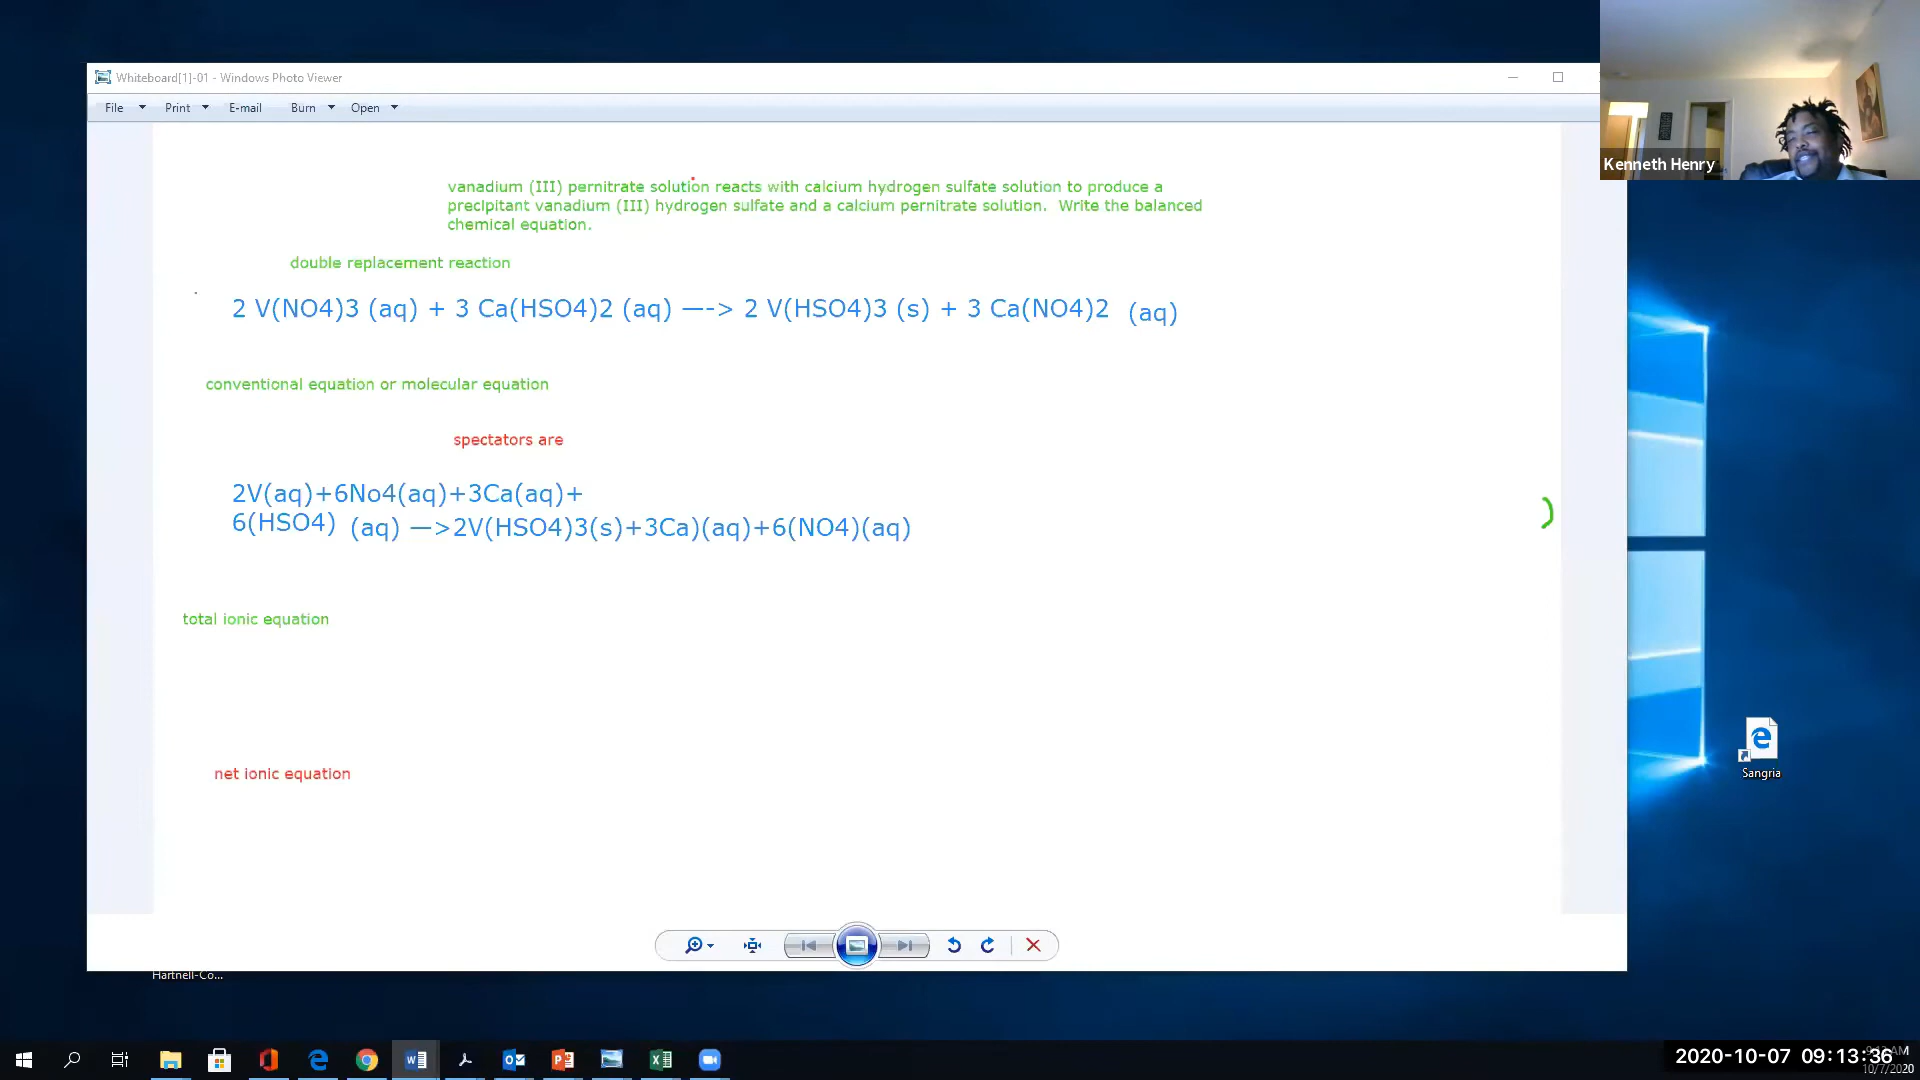 Whiteboard[1]-01 - Windows Photo Viewer
File Print E-mail Burn Open
Kenneth Henry
vanadium (III) pernitrate solution reacts with calcium hydrogen sulfate solution to produce a
precipitant vanadium (III) hydrogen sulfate and a calcium pernitrate solution. Write the balanced
chemical equation.
double replacement reaction
2 V(NO4)3 (aq) + 3 Ca(HSO4)2 (aq) —-> 2 V(HSO4)3 (s) + 3 Ca(NO4)2 (aq)
conventional equation or molecular equation
spectators are
2V(aq)+6No4(aq)+3Ca(aq)+
6(HSO4) (aq) —>2V(HSO4)3(s)+3Ca)(aq)+6(NO4)(aq)
)
total ionic equation
Sangria
net ionic equation
Hartnell-Co...
2020-10-07 09:13:36
10/7/2020